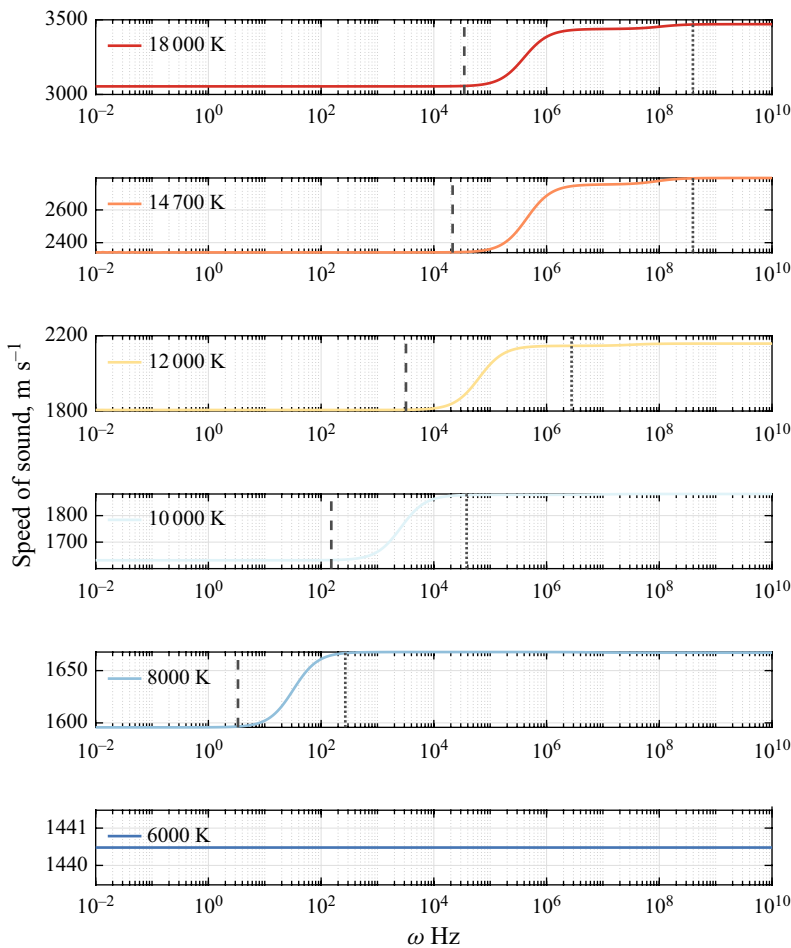 3500
18 000 K
3000
10⁻² 10⁰ 10² 10⁴ 10⁶ 10⁸ 10¹⁰
14 700 K
2600
2400
10⁻² 10⁰ 10² 10⁴ 10⁶ 10⁸ 10¹⁰
2200
12 000 K
1800
10⁻² 10⁰ 10² 10⁴ 10⁶ 10⁸ 10¹⁰
Speed of sound, m s⁻¹
1800
10 000 K
1700
10⁻² 10⁰ 10² 10⁴ 10⁶ 10⁸ 10¹⁰
1650
8000 K
1600
10⁻² 10⁰ 10² 10⁴ 10⁶ 10⁸ 10¹⁰
1441
6000 K
1440
10⁻² 10⁰ 10² 10⁴ 10⁶ 10⁸ 10¹⁰
ω Hz